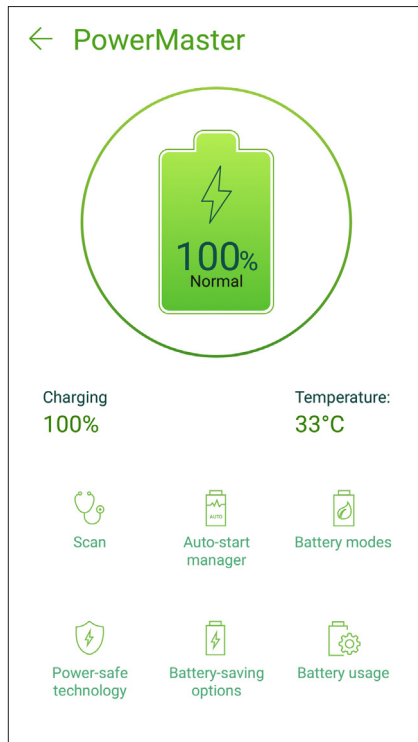 PowerMaster
100%
Normal
Charging
Temperature:
100%
33°C
Scan
Auto-start
manager
Battery modes
AUTO
Power-safe
technology
Battery-saving
options
Battery usage